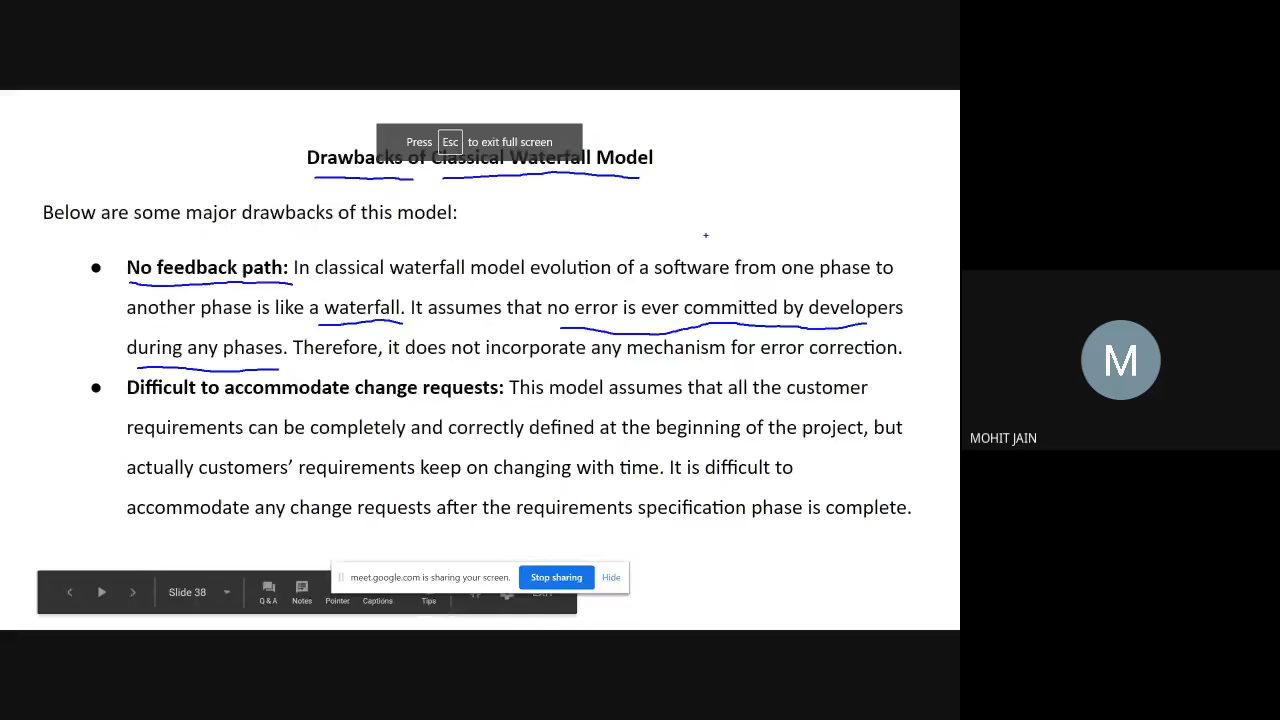 Press Esc to exit full screen
Drawbacks of Classical Waterfall Model
Below are some major drawbacks of this model:
● No feedback path: In classical waterfall model evolution of a software from one phase to
another phase is like a waterfall. It assumes that no error is ever committed by developers
during any phases. Therefore, it does not incorporate any mechanism for error correction.
● Difficult to accommodate change requests: This model assumes that all the customer
requirements can be completely and correctly defined at the beginning of the project, but
actually customers’ requirements keep on changing with time. It is difficult to
accommodate any change requests after the requirements specification phase is complete.
M
MOHIT JAIN
meet.google.com is sharing your screen. Stop sharing Hide
Slide 38
Q & A Notes Pointer Captions Tips